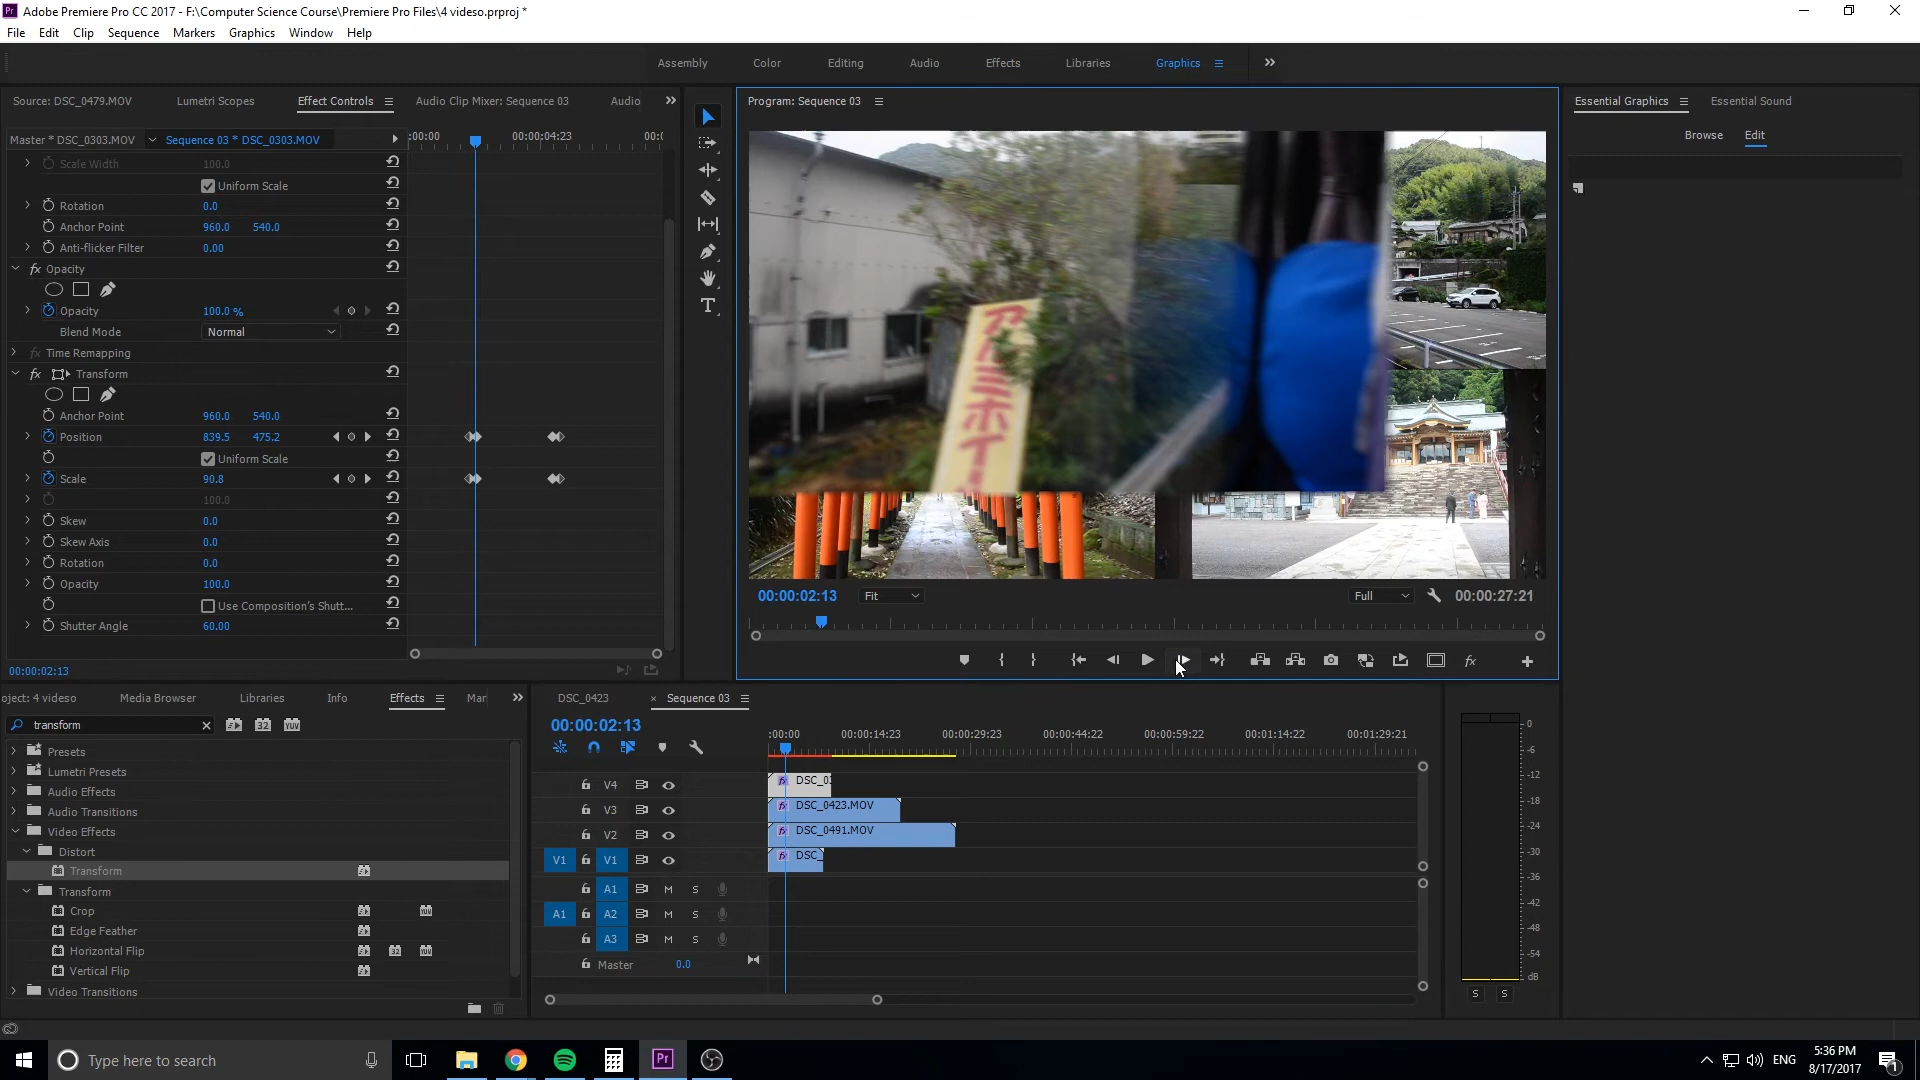 Adobe Premiere Pro CC 2017 - F:\Computer Science Course\Premiere Pro Files\4 videso.prproj *
File Edit Clip Sequence Markers Graphics Window Help
Assembly Color Editing Audio Effects Libraries Graphics
Source: DSC_0479.MOV Lumetri Scopes Effect Controls Audio Clip Mixer: Sequence 03 Audio
Master * DSC_0303.MOV Sequence 03 * DSC_0303.MOV :00:00 00:00:04:23 00:(
Scale Width 100.0
Uniform Scale
Rotation 0.0
Anchor Point 960.0 540.0
Anti-flicker Filter 0.00
fx Opacity
Opacity 100.0 %
Blend Mode Normal
fx Time Remapping
fx Transform
Anchor Point 960.0 540.0
Position 839.5 475.2
Uniform Scale
Scale 90.8
100.0
Skew 0.0
Skew Axis 0.0
Rotation 0.0
Opacity 100.0
Use Composition's Shutt...
Shutter Angle 60.00
00:00:02:13
Program: Sequence 03
00:00:02:13 Fit Full 00:00:27:21
Essential Graphics Essential Sound
Browse Edit
oject: 4 videso Media Browser Libraries Info Effects Mar
transform
Presets
Lumetri Presets
Audio Effects
Audio Transitions
Video Effects
Distort
Transform
Transform
Crop
Edge Feather
Horizontal Flip
Vertical Flip
Video Transitions
DSC_0423 × Sequence 03
00:00:02:13
:00:00 00:00:14:23 00:00:29:23 00:00:44:22 00:00:59:22 00:01:14:22 00:01:29:21
V4 fx DSC_03
V3 fx DSC_0423.MOV
V2 fx DSC_0491.MOV
V1 V1 fx DSC_
A1 M S
A1 A2 M S
A3 M S
Master 0.0
0
-6
-12
-18
-24
-30
-36
-42
-48
-54
dB
S S
Type here to search
ENG
5:36 PM
8/17/2017
1